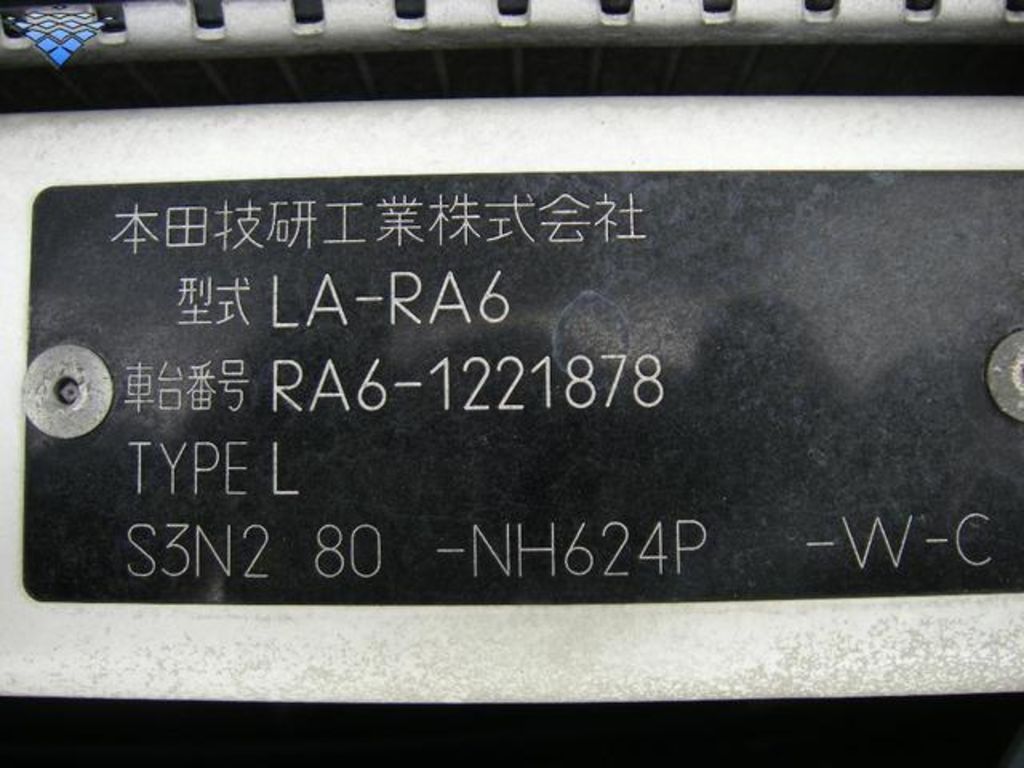 本田技研工業株式会社
型式 LA-RA6
車台番号 RA6-1221878
TYPE L
S3N2 80 -NH624P -W-C